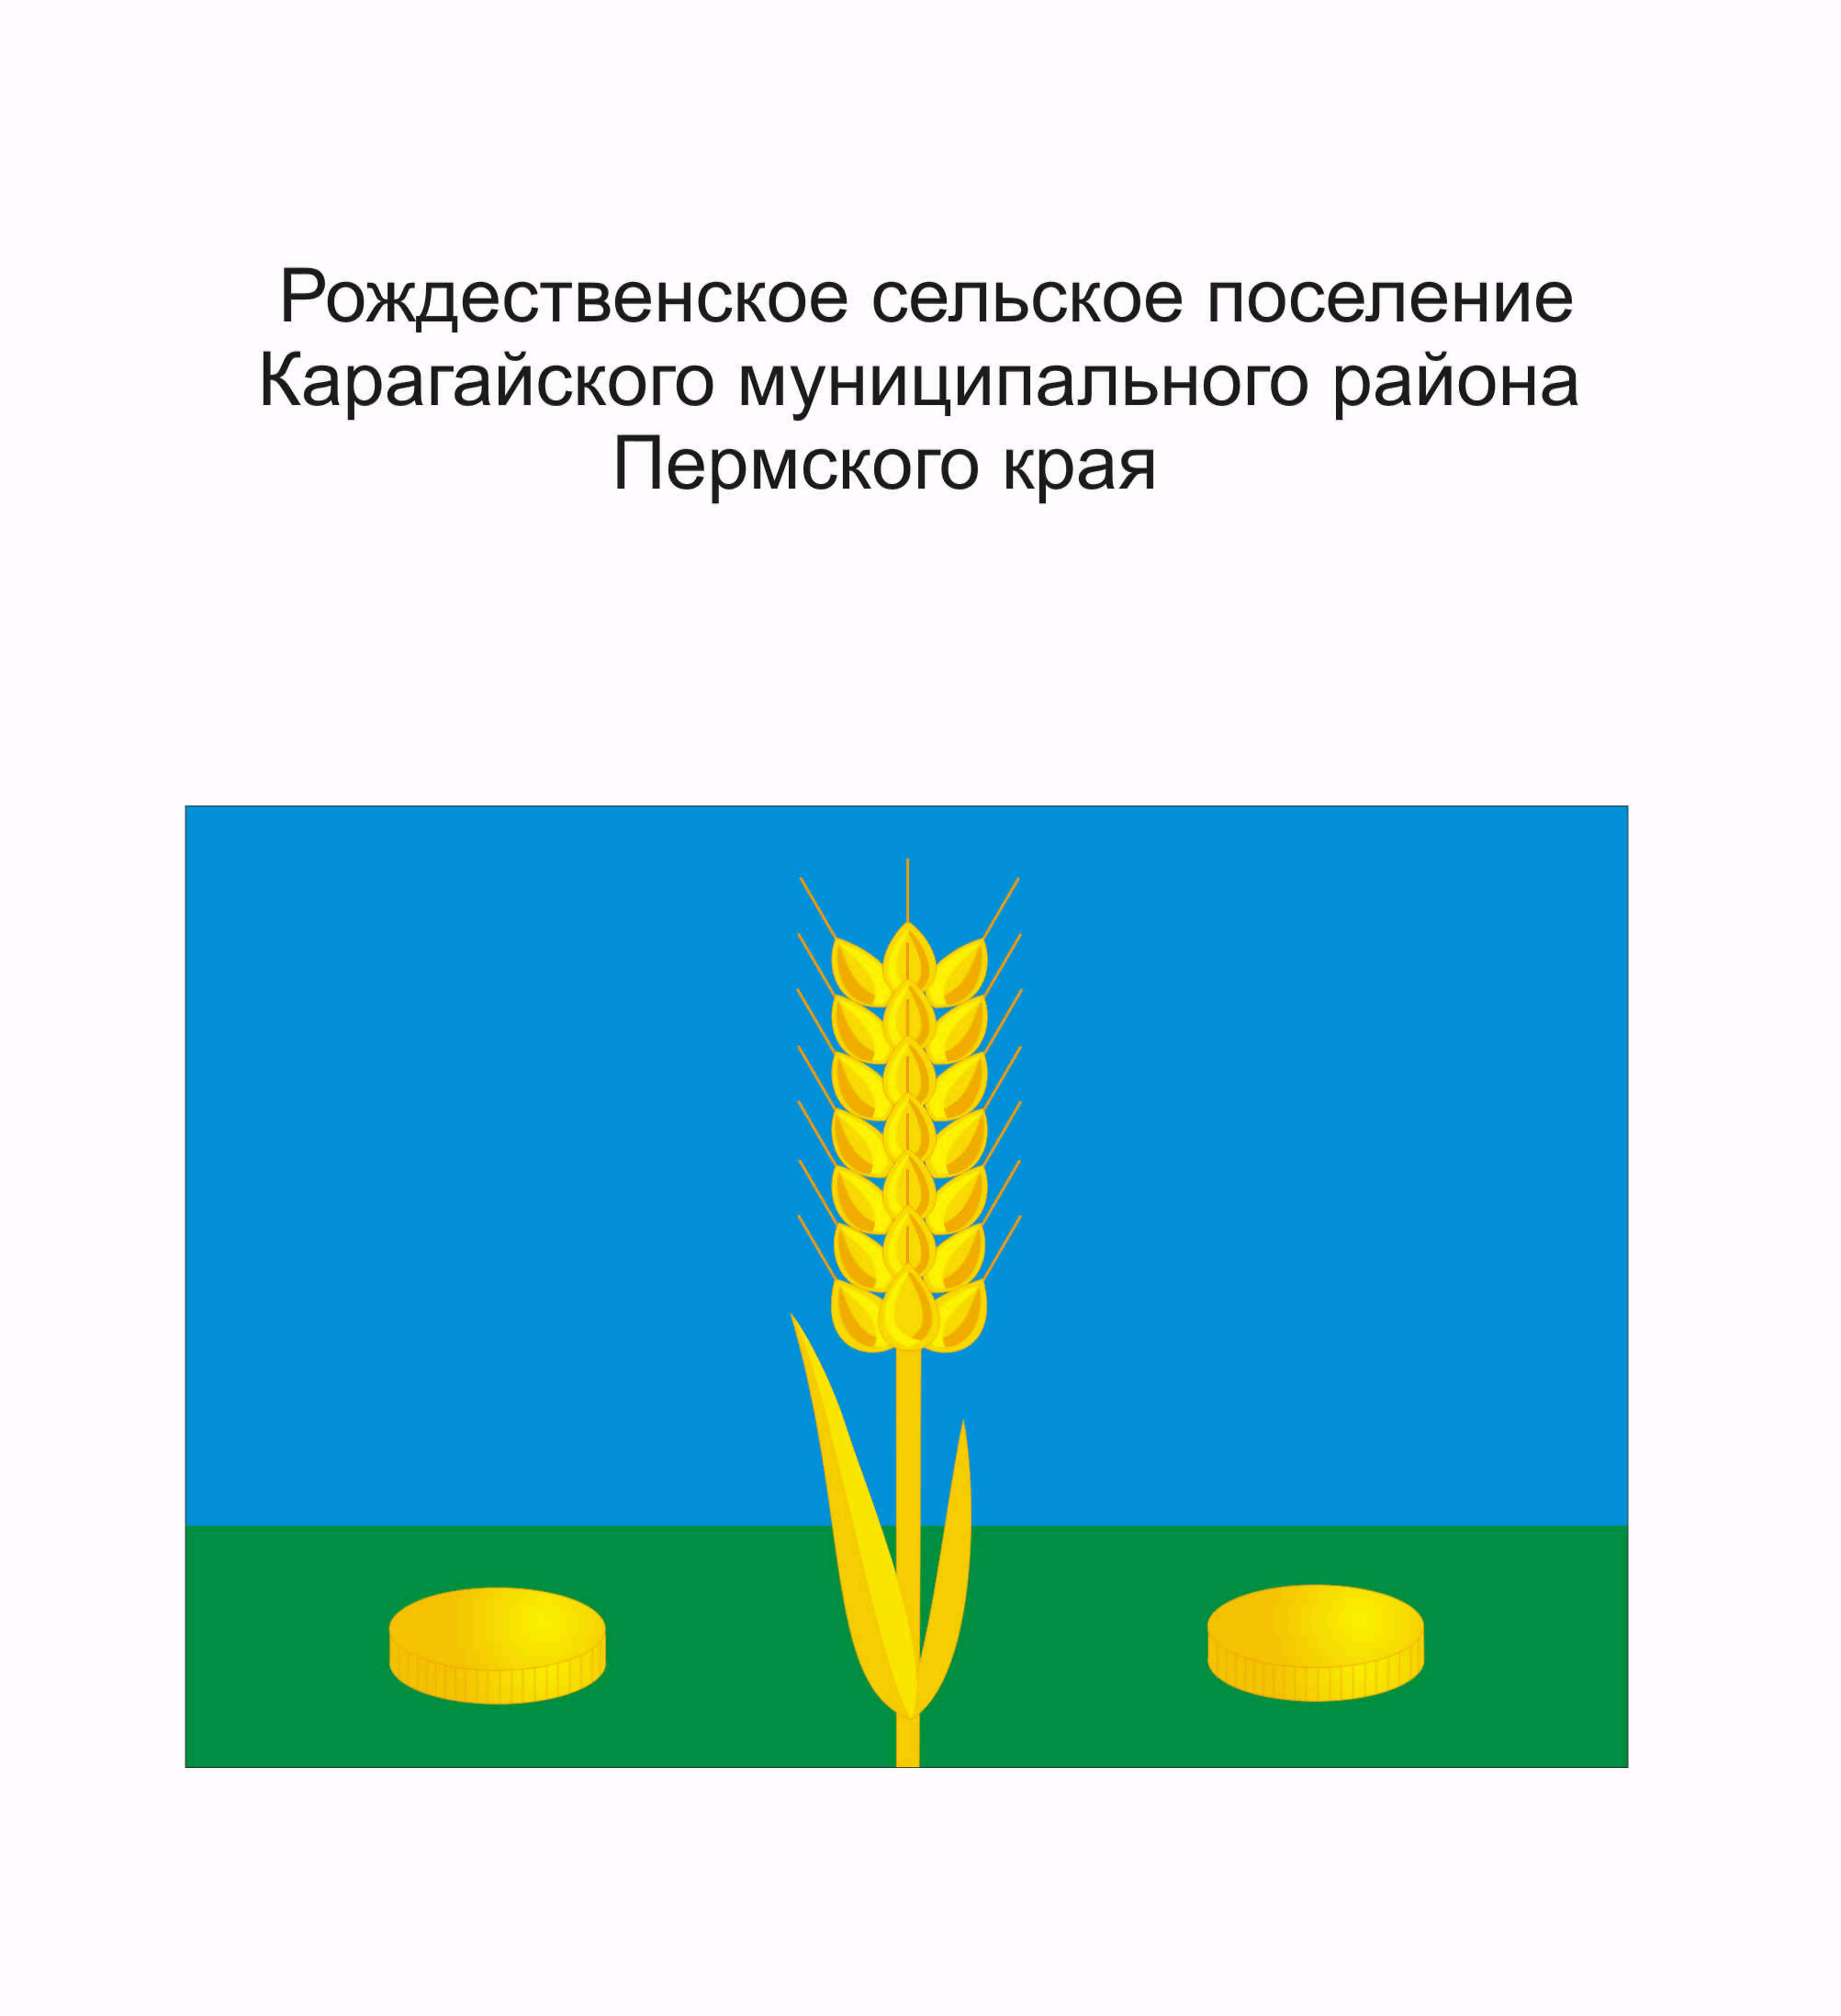 Рождественское сельское поселение
Карагайского муниципального района
Пермского края